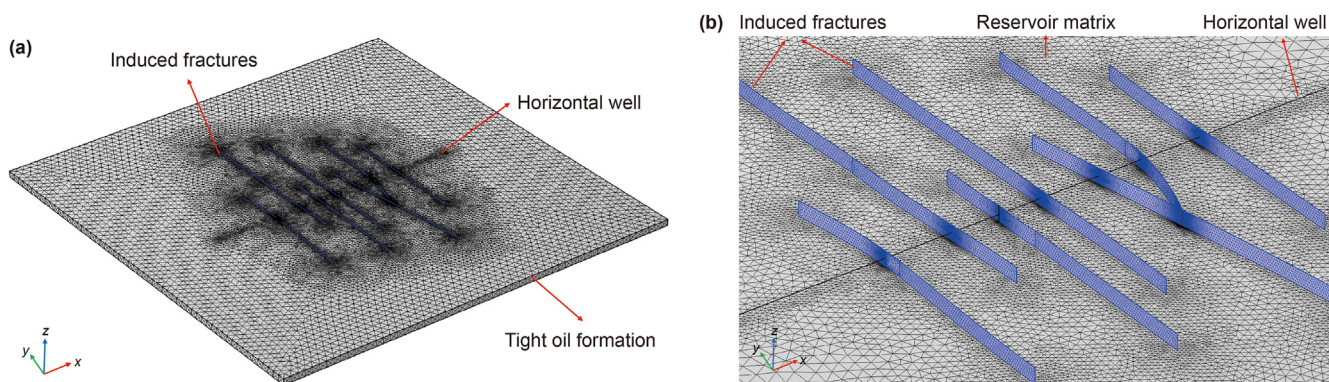 (a)
Induced fractures
Horizontal well
Tight oil formation
z
y
x
(b)
Induced fractures
Reservoir matrix
Horizontal well
z
y
x